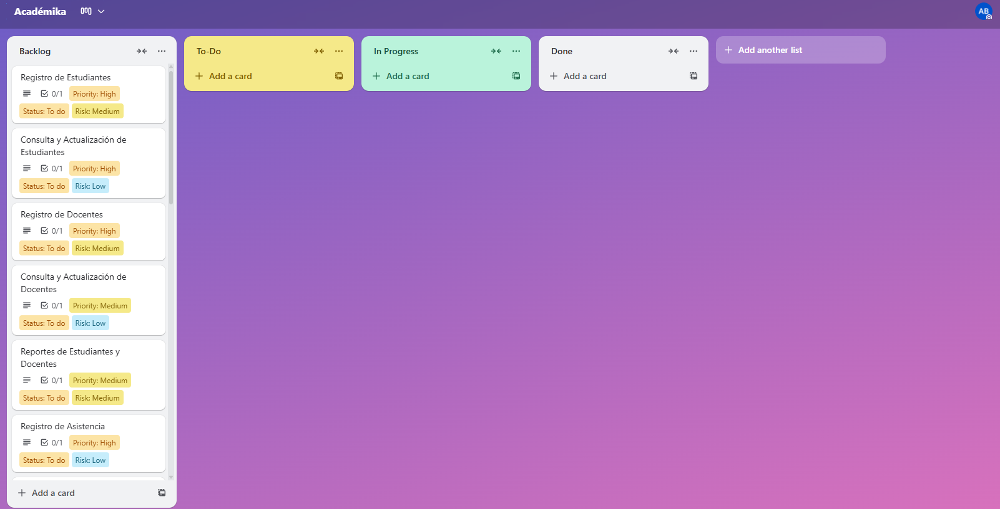 Académika
AB
Backlog
Registro de Estudiantes
0/1
Priority: High
Status: To do
Risk: Medium
Consulta y Actualización de
Estudiantes
0/1
Priority: High
Status: To do
Risk: Low
Registro de Docentes
0/1
Priority: High
Status: To do
Risk: Medium
Consulta y Actualización de
Docentes
0/1
Priority: Medium
Status: To do
Risk: Low
Reportes de Estudiantes y
Docentes
0/1
Priority: Medium
Status: To do
Risk: Medium
Registro de Asistencia
0/1
Priority: High
Status: To do
Risk: Low
Add a card
To-Do
Add a card
In Progress
Add a card
Done
Add a card
Add another list